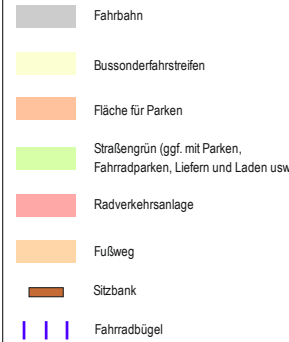 Fahrbahn
Bussonderfahrstreifen
Fläche für Parken
Straßengrün (ggf. mit Parken,
Fahrradparken, Liefern und Laden usw
Radverkehrsanlage
Fußweg
Sitzbank
Fahrradbügel